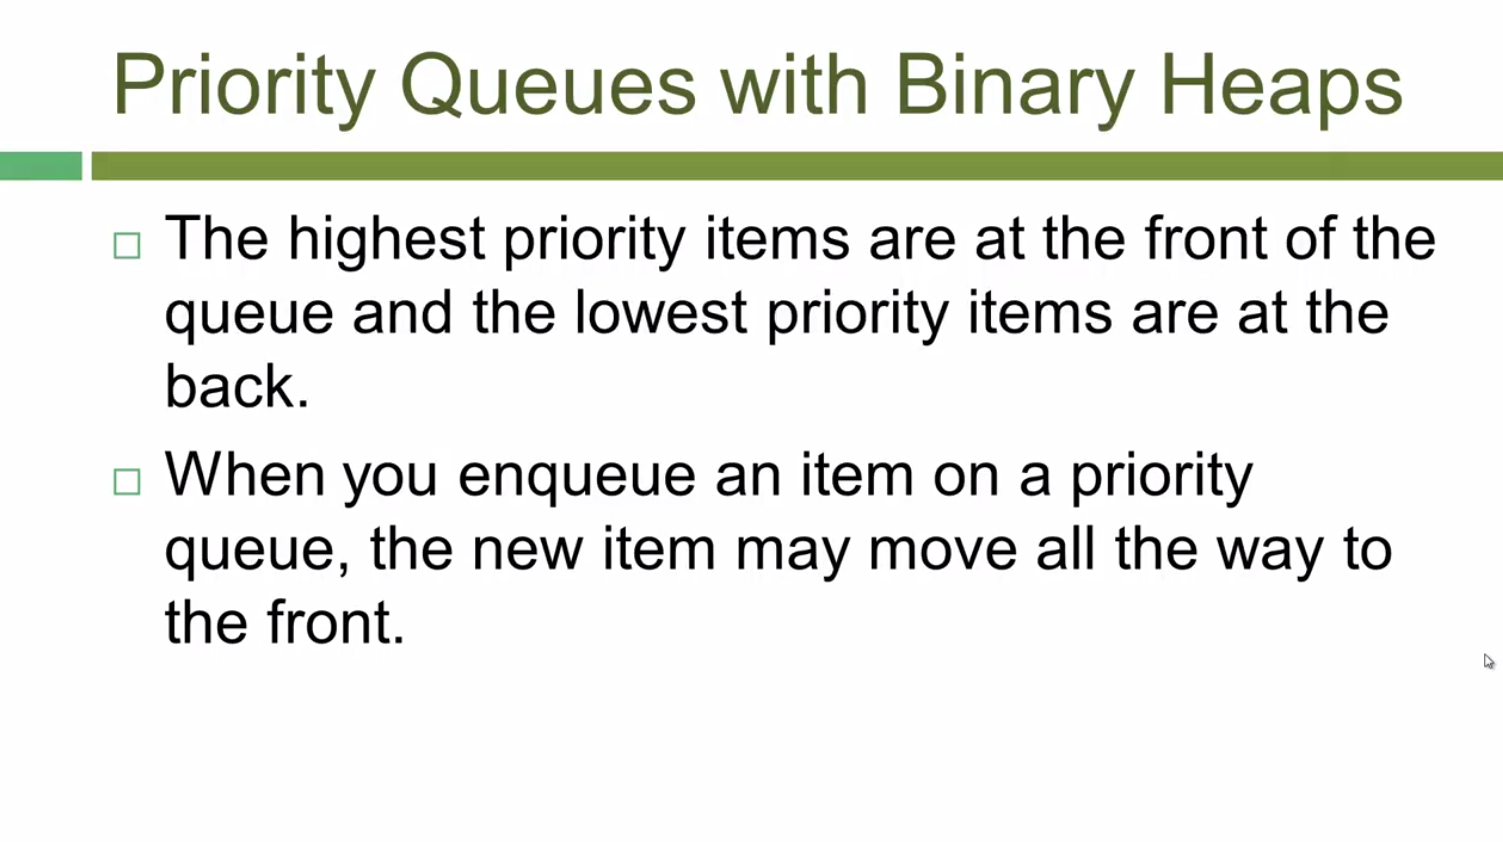 Priority Queues with Binary Heaps
The highest priority items are at the front of the
queue and the lowest priority items are at the
back.
When you enqueue an item on a priority
queue, the new item may move all the way to
the front.